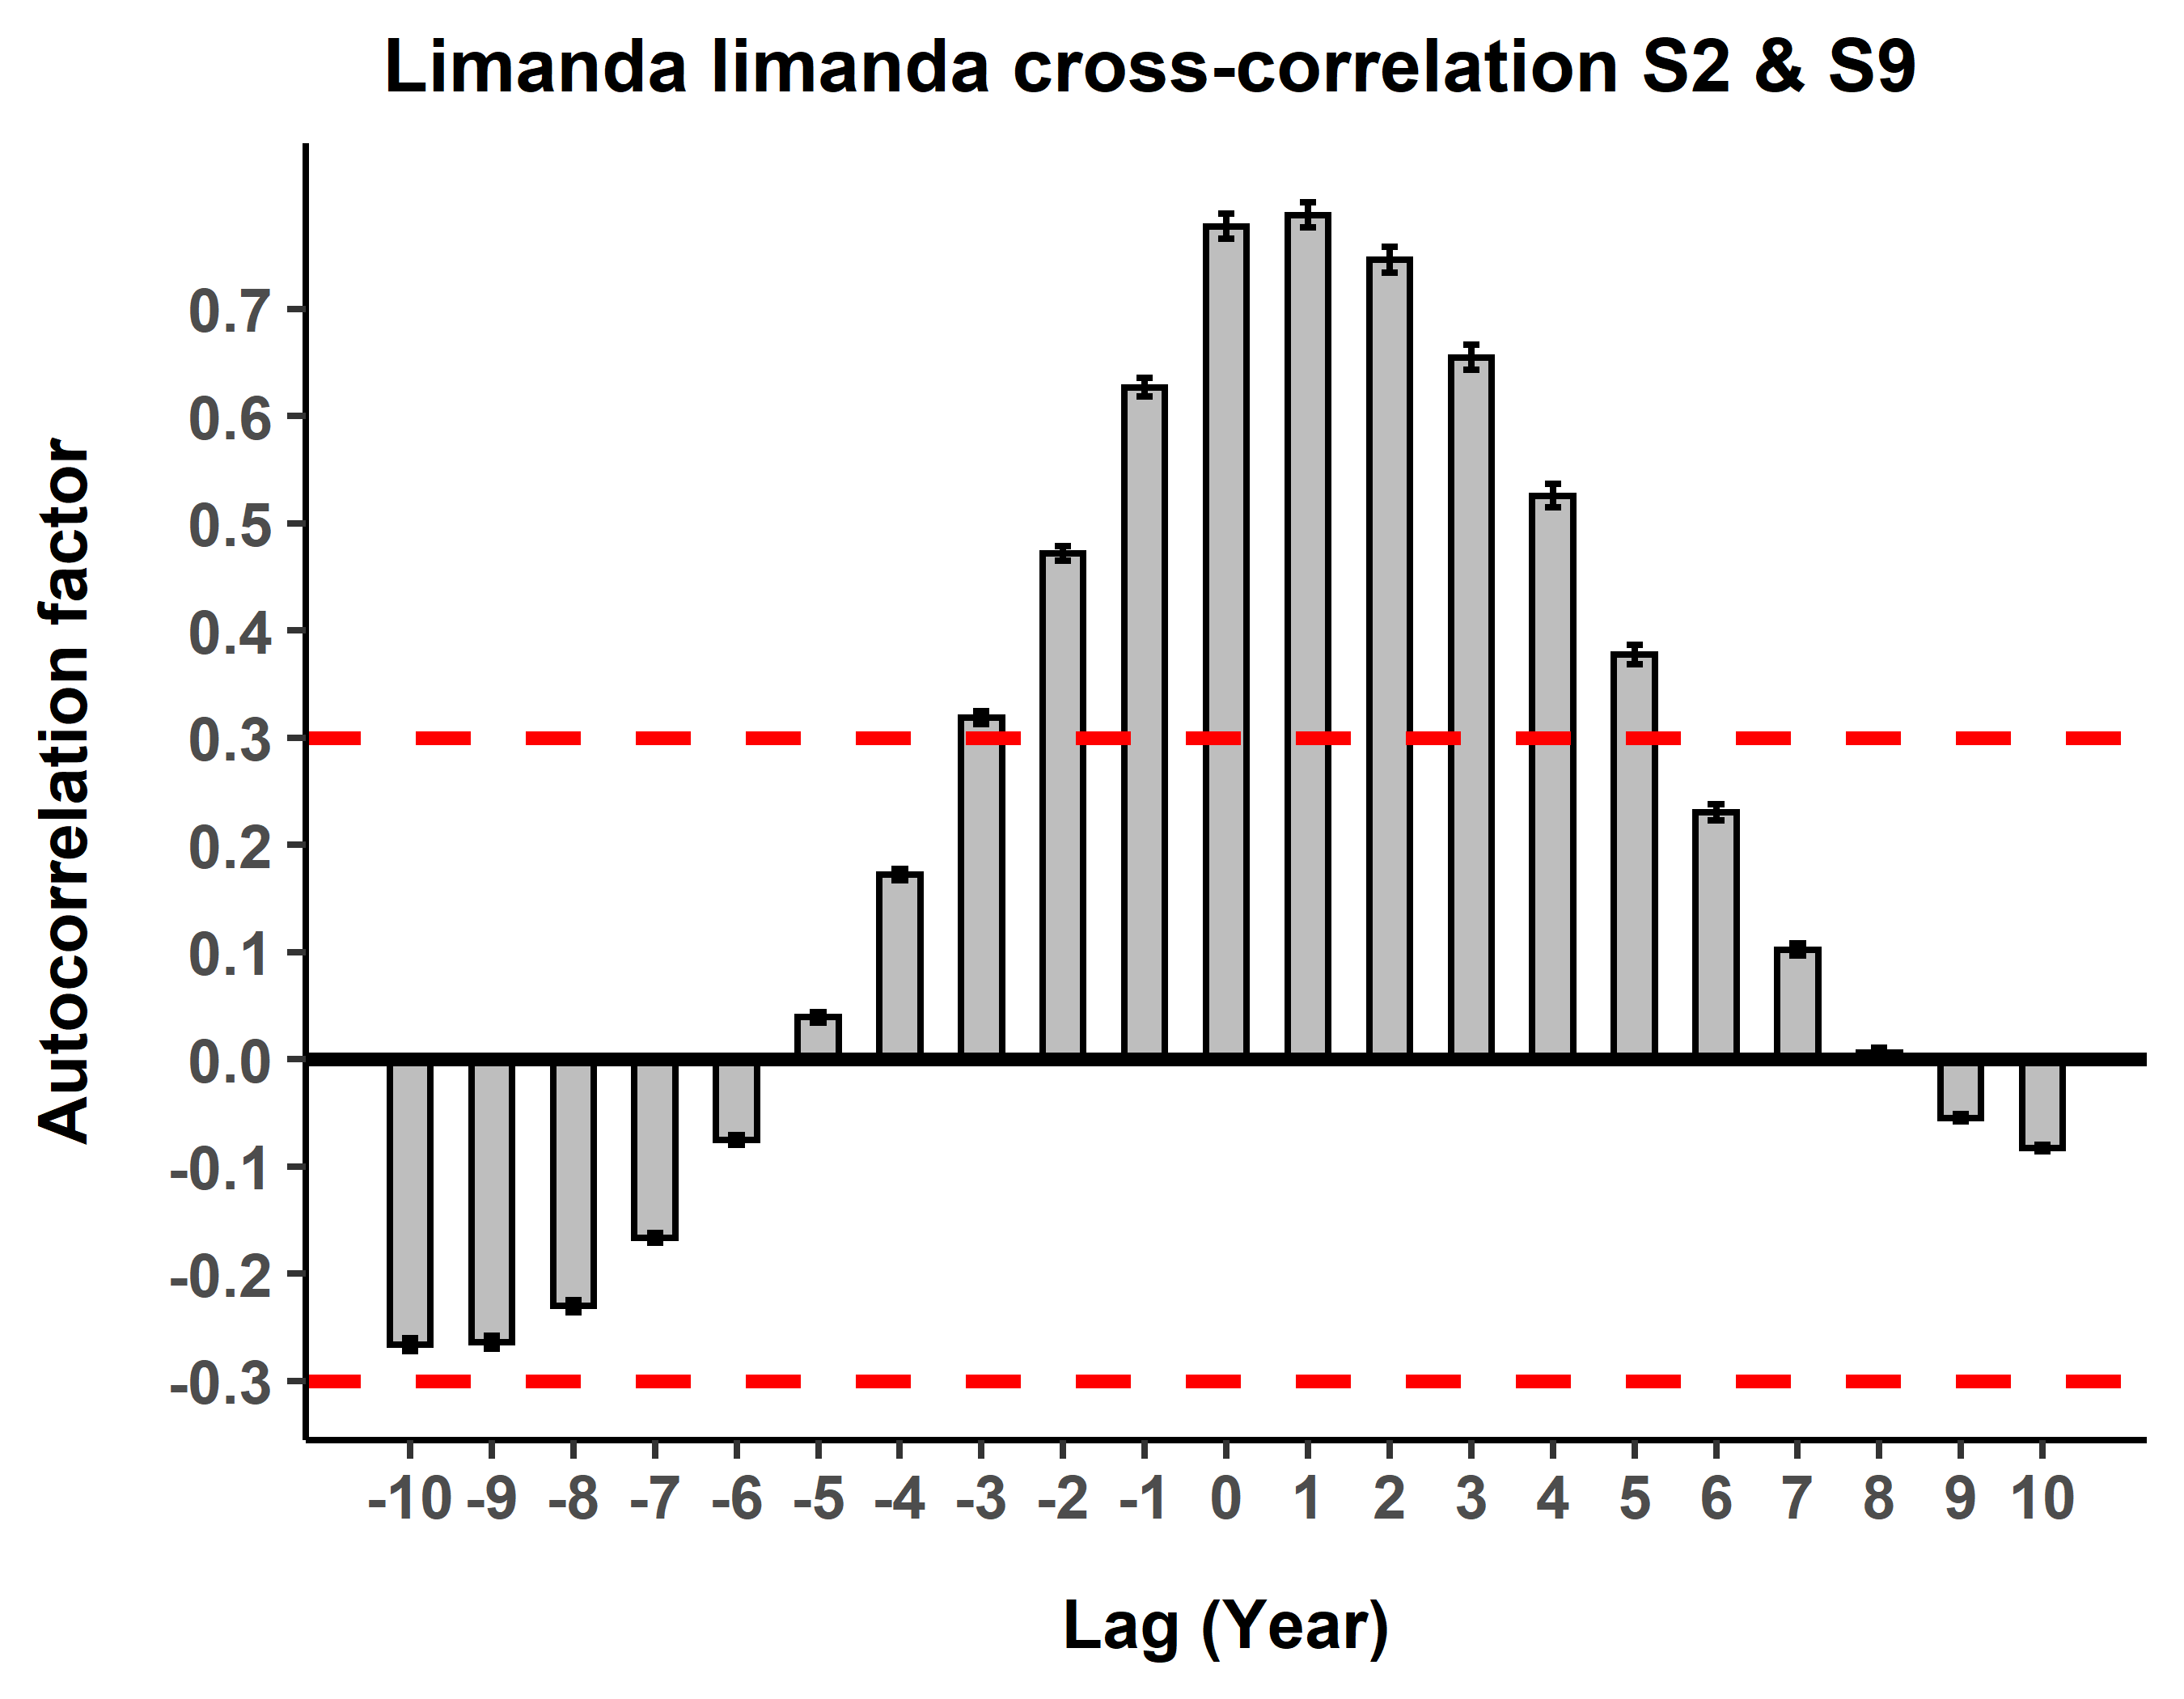 Limanda limanda cross-correlation S2 & S9
Autocorrelation factor
0.7
0.6
0.5
0.4
0.3
0.2
0.1
0.0
-0.1
-0.2
-0.3
-10 -9 -8 -7 -6 -5 -4 -3 -2 -1 0 1 2 3 4 5 6 7 8 9 10
Lag (Year)